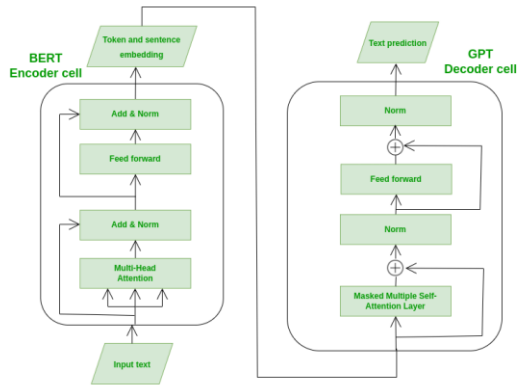 BERT
Encoder cell
Token and sentence
embedding
Add & Norm
Feed forward
Add & Norm
Multi-Head
Attention
Input text
Text prediction
GPT
Decoder cell
Norm
Feed forward
Norm
Masked Multiple Self-
Attention Layer